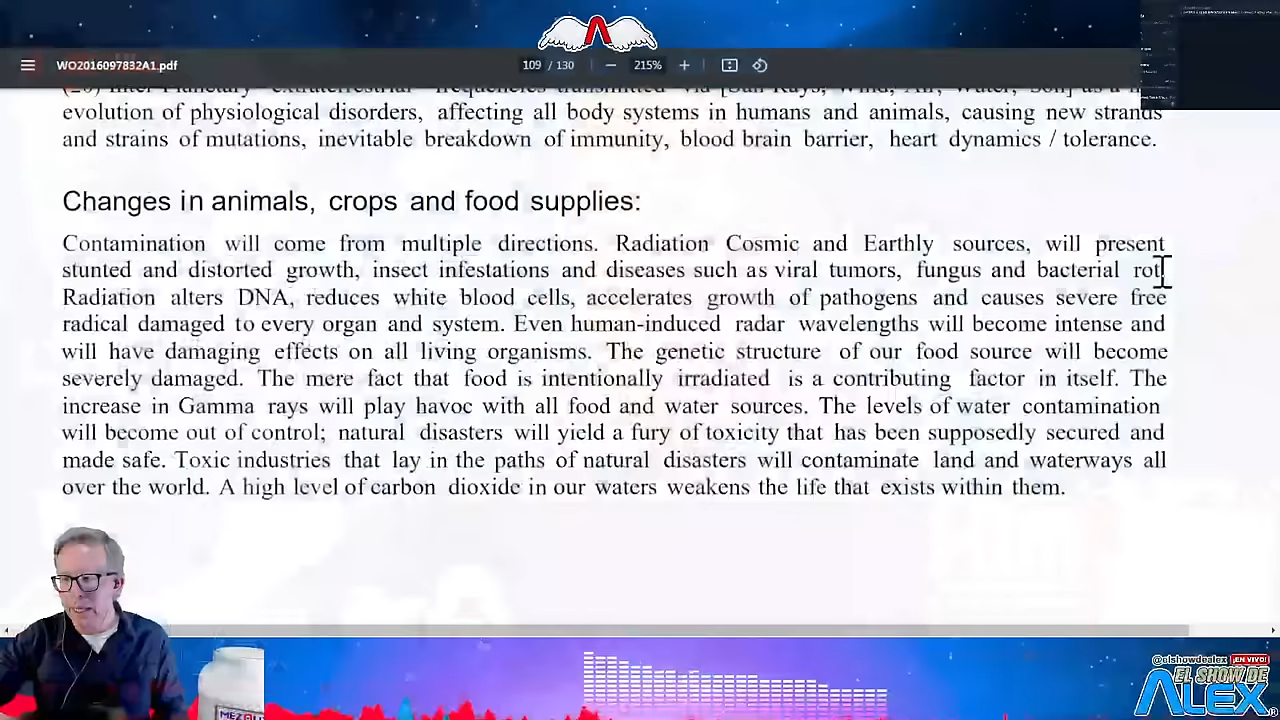 WO2016097832A1.pdf
109 / 130
215%
evolution of physiological disorders, affecting all body systems in humans and animals, causing new strands
and strains of mutations, inevitable breakdown of immunity, blood brain barrier, heart dynamics / tolerance.
Changes in animals, crops and food supplies:
Contamination will come from multiple directions. Radiation Cosmic and Earthly sources, will present
stunted and distorted growth, insect infestations and diseases such as viral tumors, fungus and bacterial rot
Radiation alters DNA, reduces white blood cells, accelerates growth of pathogens and causes severe free
radical damaged to every organ and system. Even human-induced radar wavelengths will become intense and
will have damaging effects on all living organisms. The genetic structure of our food source will become
severely damaged. The mere fact that food is intentionally irradiated is a contributing factor in itself. The
increase in Gamma rays will play havoc with all food and water sources. The levels of water contamination
will become out of control; natural disasters will yield a fury of toxicity that has been supposedly secured and
made safe. Toxic industries that lay in the paths of natural disasters will contaminate land and waterways all
over the world. A high level of carbon dioxide in our waters weakens the life that exists within them.
@elshowdealex ¡EN VIVO!
EL SHOW DE
ALEX